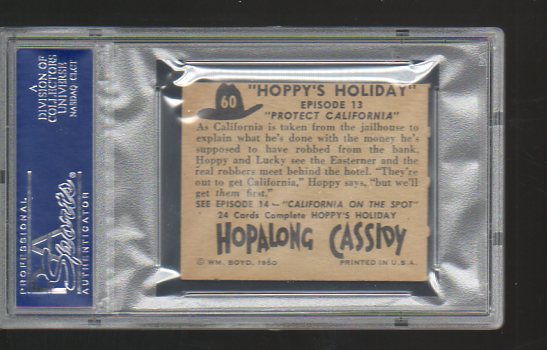 A
DIVISION OF
COLLECTORS
UNIVERSE
NASDAQ CLCT
PROFESSIONAL
PSA
Sports
AUTHENTICATOR
60
"HOPPY'S HOLIDAY"
EPISODE 13
"PROTECT CALIFORNIA"
As California is taken from the jailhouse to
explain what he's done with the money he's
supposed to have robbed from the bank,
Hoppy and Lucky see the Easterner and the
real robbers meet behind the hotel. "They're
out to get California," Hoppy says, "but we'll
get them first."
SEE EPISODE 14—"CALIFORNIA ON THE SPOT"
24 Cards Complete HOPPY'S HOLIDAY
HOPALONG CASSIDY
© WM. BOYD, 1950 PRINTED IN U.S.A.